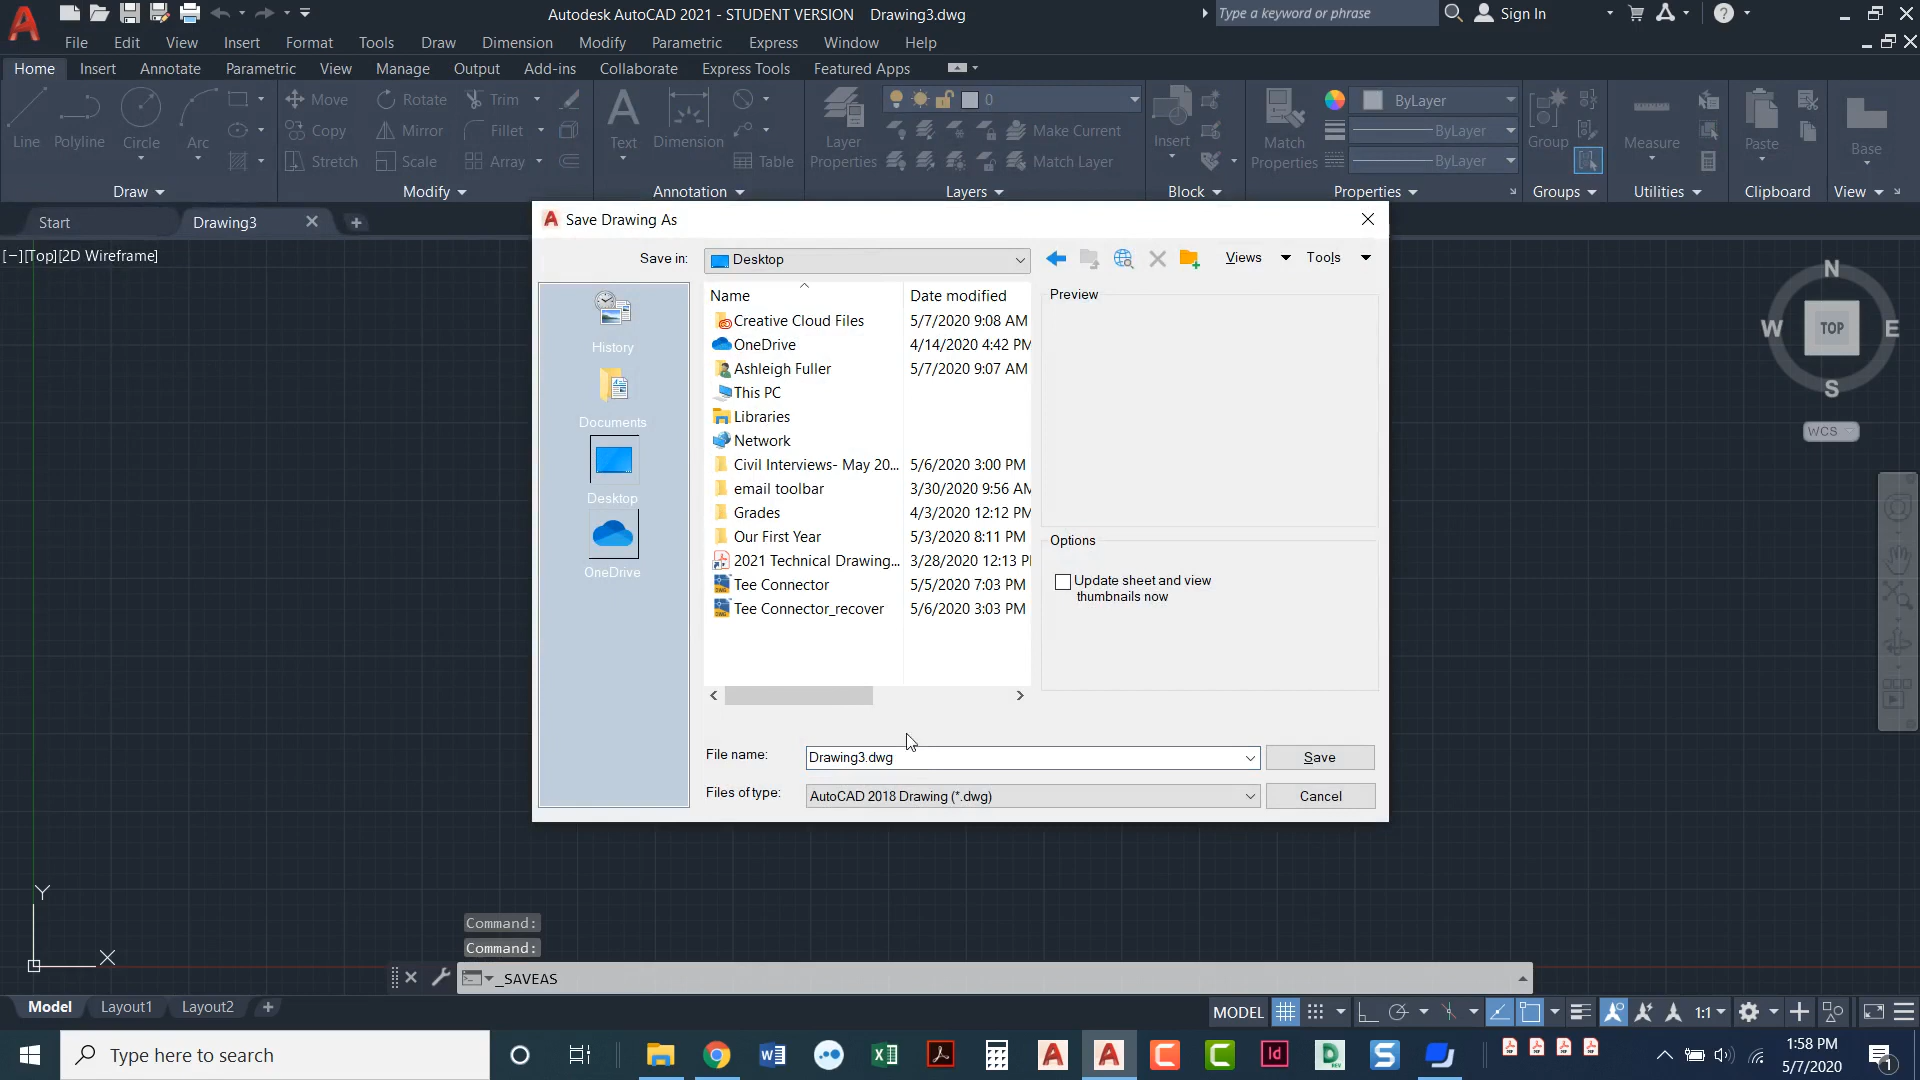 Autodesk AutoCAD 2021 - STUDENT VERSION Drawing3.dwg
Type a keyword or phrase
Sign In
File Edit View Insert Format Tools Draw Dimension Modify Parametric Express Window Help
Home Insert Annotate Parametric View Manage Output Add-ins Collaborate Express Tools Featured Apps
Move Rotate Trim 0 ByLayer
Copy Mirror Fillet Make Current ByLayer
Line Polyline Circle Arc Text Dimension Layer Properties Insert Match Properties Group Measure Paste Base
Stretch Scale Array Table Match Layer ByLayer
Draw Modify Annotation Layers Block Properties Groups Utilities Clipboard View
Start Drawing3
[−][Top][2D Wireframe]
N
W TOP E
S
WCS
Save Drawing As
Save in: Desktop Views Tools
Name Date modified Preview
Creative Cloud Files 5/7/2020 9:08 AM
OneDrive 4/14/2020 4:42 PM
Ashleigh Fuller 5/7/2020 9:07 AM
This PC
Libraries
Network
Civil Interviews- May 20... 5/6/2020 3:00 PM
email toolbar 3/30/2020 9:56 AM
Grades 4/3/2020 12:12 PM
Our First Year 5/3/2020 8:11 PM
2021 Technical Drawing... 3/28/2020 12:13 P
Tee Connector 5/5/2020 7:03 PM
Tee Connector_recover 5/6/2020 3:03 PM
History
Documents
Desktop
OneDrive
Options
Update sheet and view
thumbnails now
File name: Drawing3.dwg Save
Files of type: AutoCAD 2018 Drawing (*.dwg) Cancel
Y
X
Command:
Command:
_SAVEAS
Model Layout1 Layout2
MODEL 1:1
Type here to search
1:58 PM
5/7/2020
1